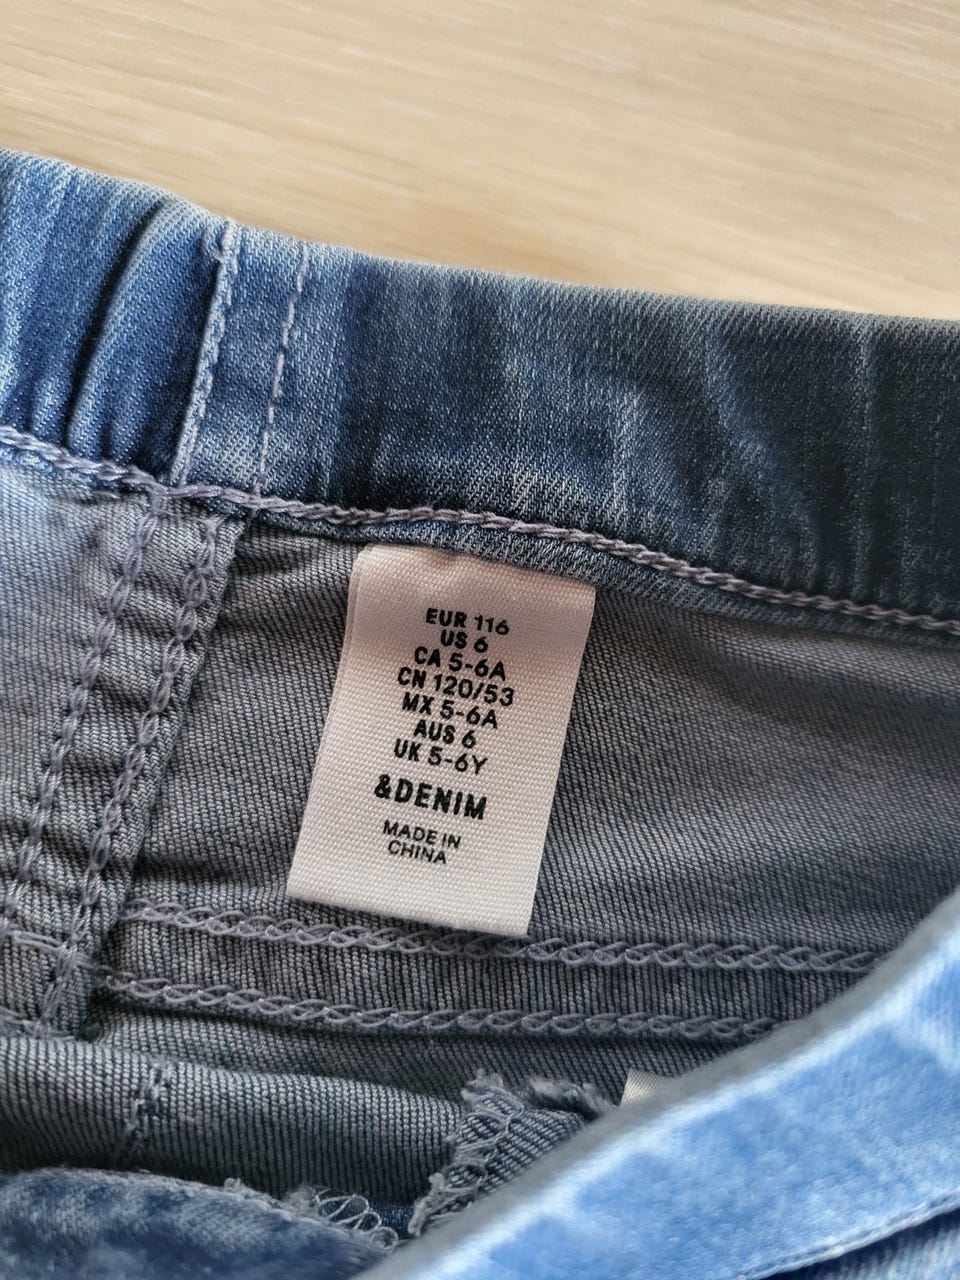 EUR 116
US 6
CA 5-6A
CN 120/53
MX 5-6A
AUS 6
UK 5-6Y
&DENIM
MADE IN
CHINA